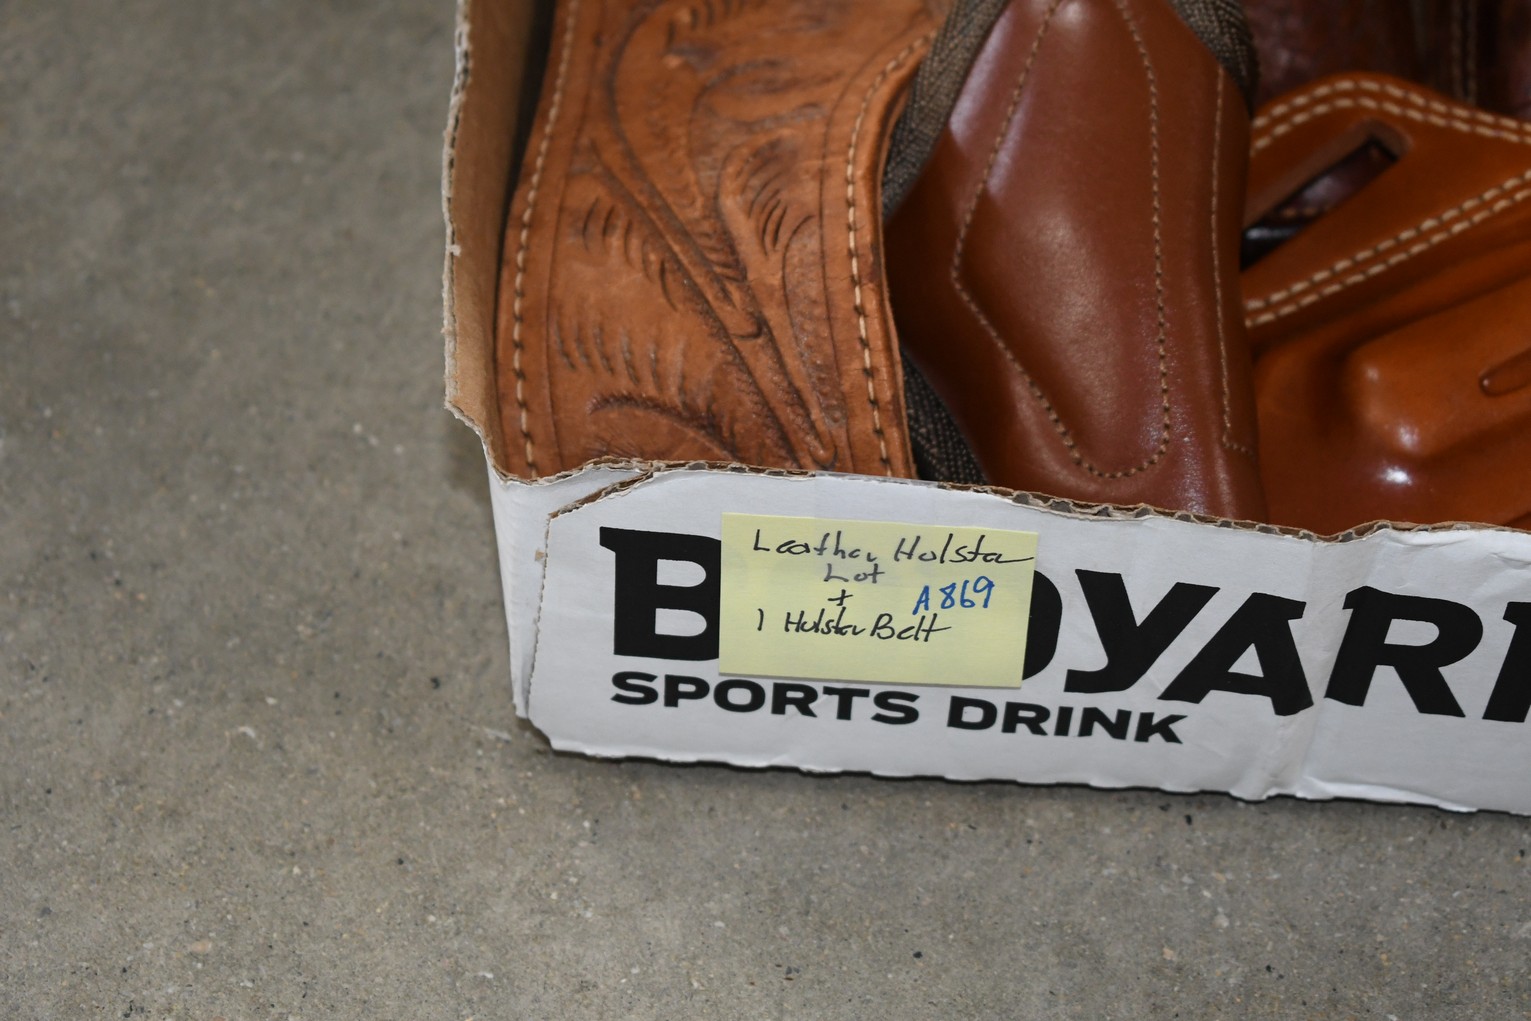 Leather Holster
Lot
+
A869
1 Holster Belt
SPORTS DRINK